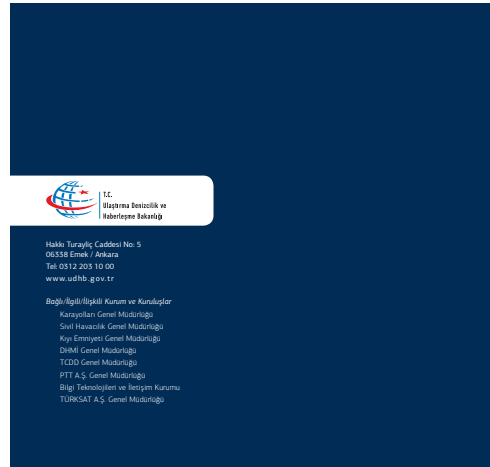 T.C.
Ulaştırma Denizcilik ve
Haberleşme Bakanlığı
Hakkı Turayliç Caddesi No: 5
06338 Emek / Ankara
Tel: 0312 203 10 00
www.udhb.gov.tr
Bağlı/İlgili/İlişkili Kurum ve Kuruluşlar
Karayolları Genel Müdürlüğü
Sivil Havacılık Genel Müdürlüğü
Kıyı Emniyeti Genel Müdürlüğü
DHMİ Genel Müdürlüğü
TCDD Genel Müdürlüğü
PTT A.Ş. Genel Müdürlüğü
Bilgi Teknolojileri ve İletişim Kurumu
TÜRKSAT A.Ş. Genel Müdürlüğü